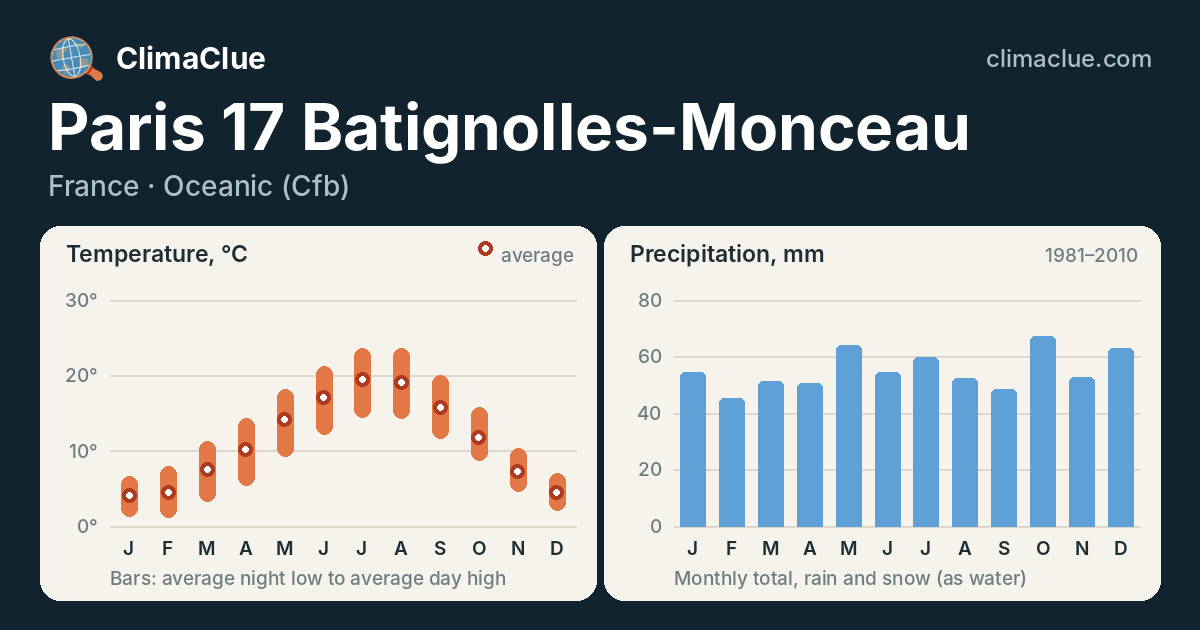 ClimaClue
climaclue.com
Paris 17 Batignolles-Monceau
France · Oceanic (Cfb)
Temperature, °C
average
30°
20°
10°
0°
J F M A M J J A S O N D
Bars: average night low to average day high
Precipitation, mm
1981–2010
80
60
40
20
0
J F M A M J J A S O N D
Monthly total, rain and snow (as water)